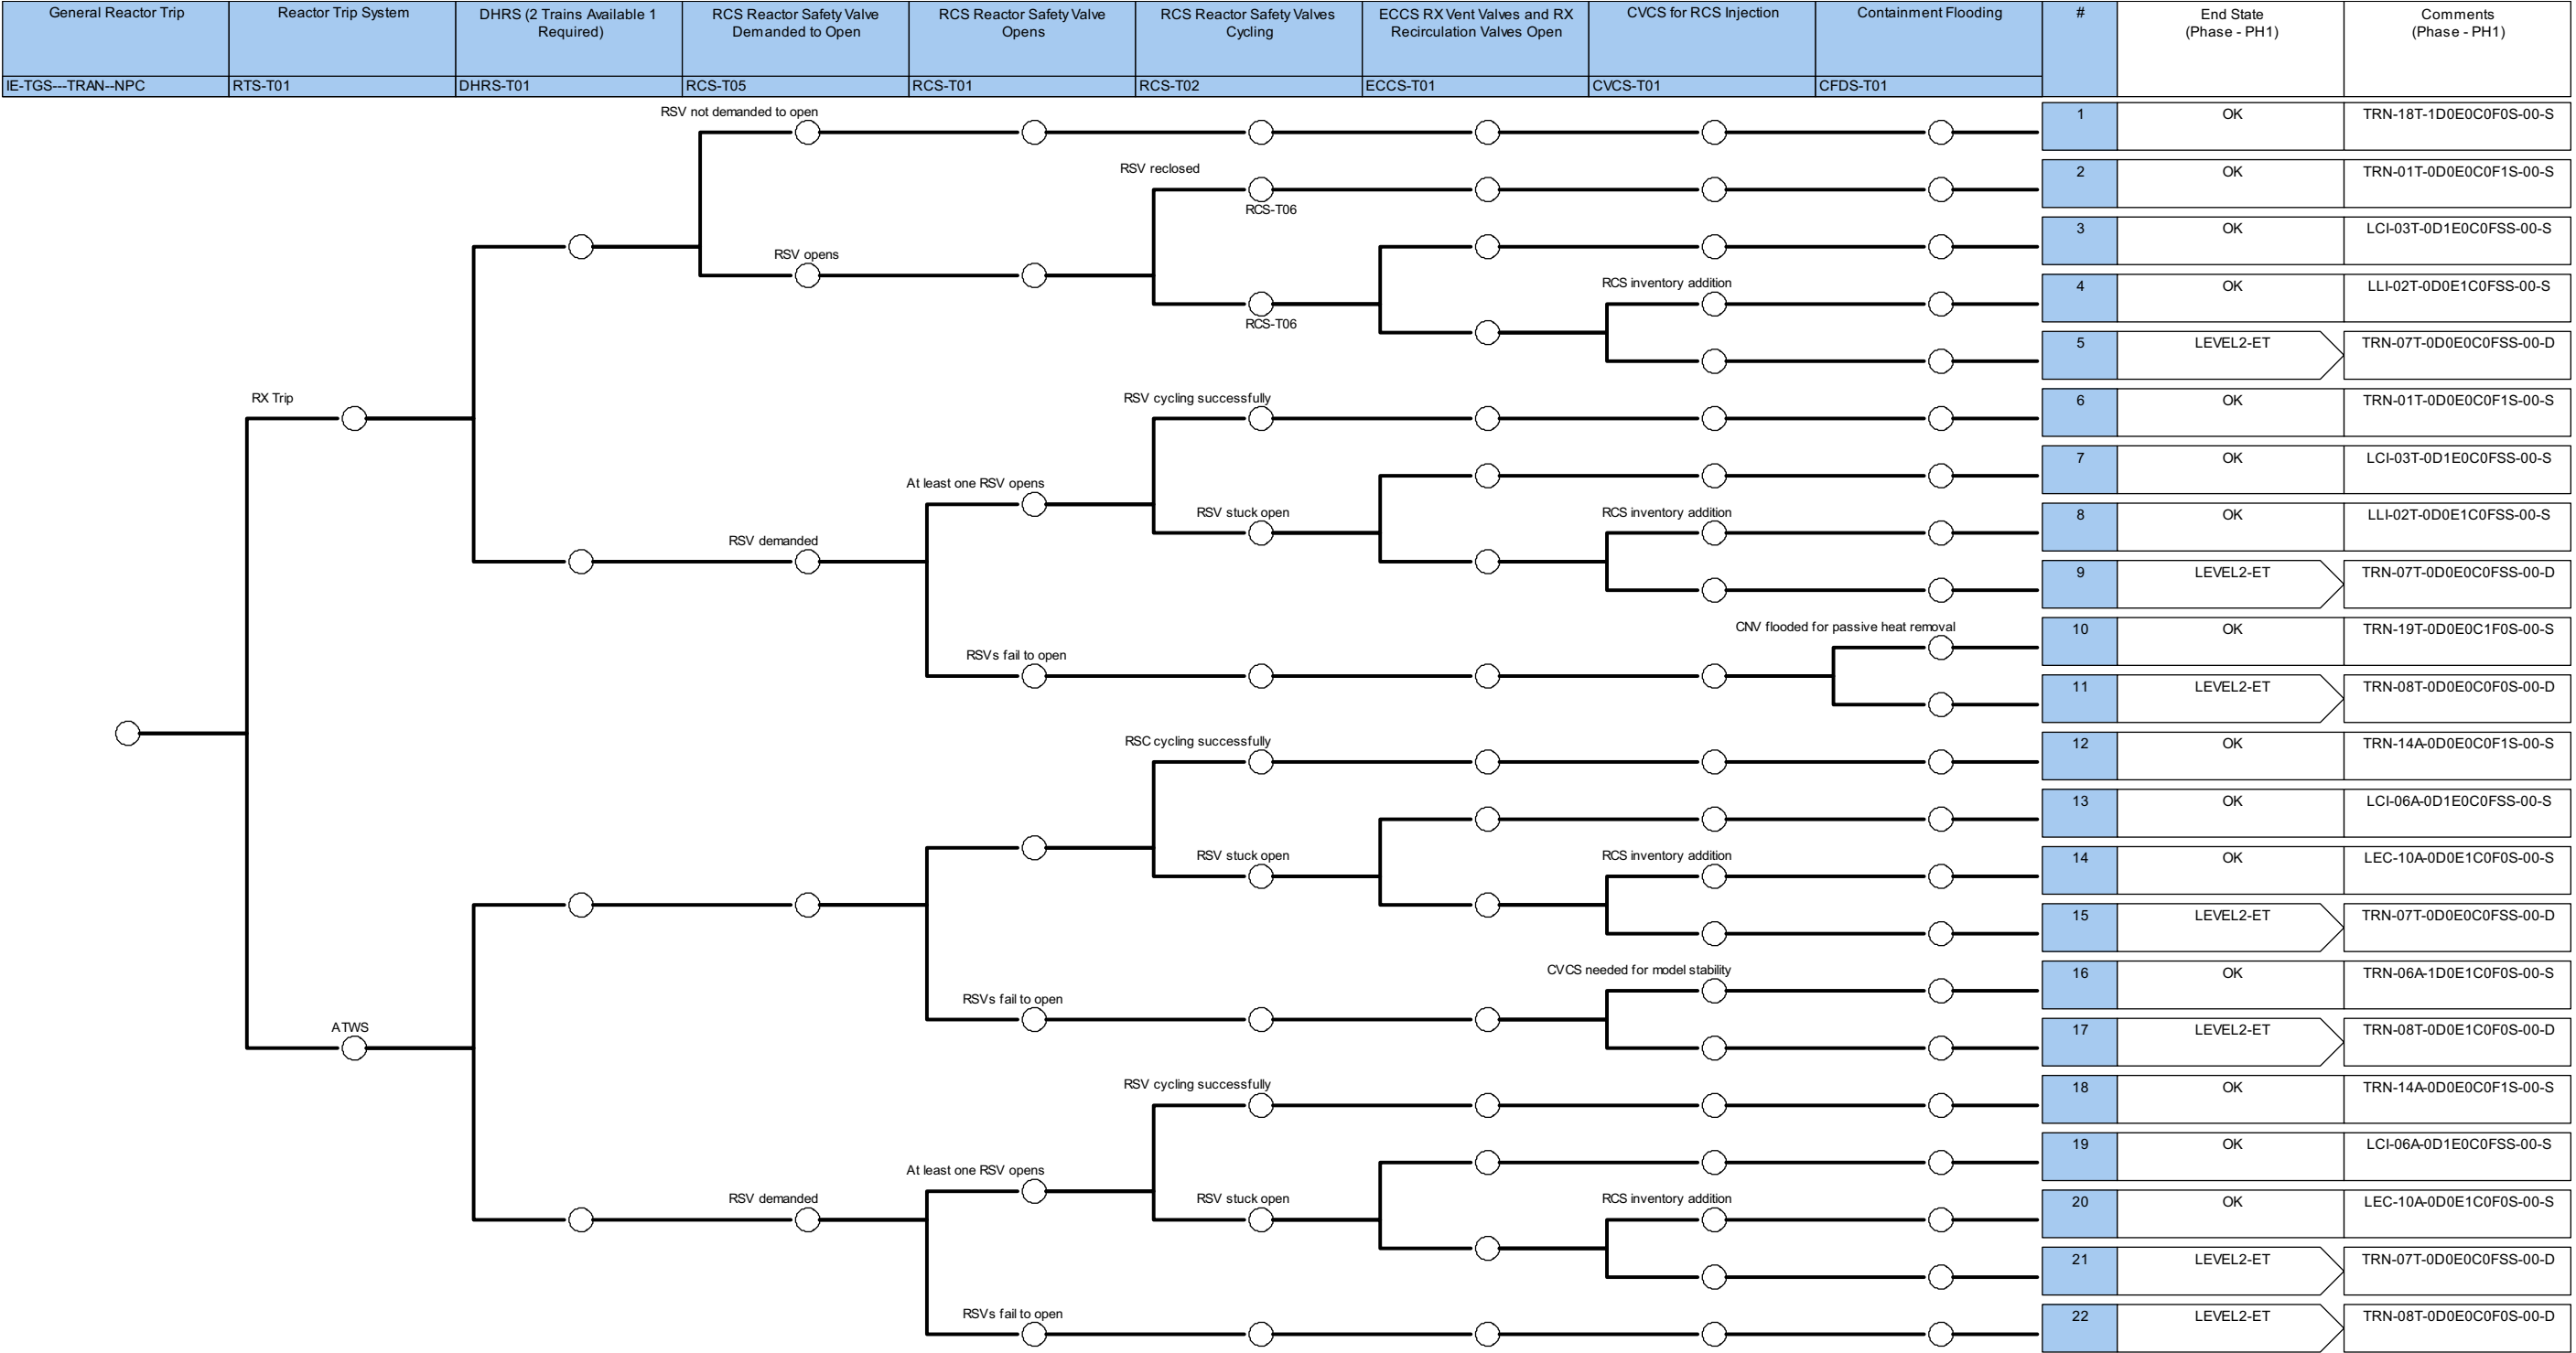 General Reactor Trip
Reactor Trip System
DHRS (2 Trains Available 1
Required)
RCS Reactor Safety Valve
Demanded to Open
RCS Reactor Safety Valve
Opens
RCS Reactor Safety Valves
Cycling
ECCS RX Vent Valves and RX
Recirculation Valves Open
CVCS for RCS Injection
Containment Flooding
#
End State
(Phase - PH1)
Comments
(Phase - PH1)
IE-TGS---TRAN--NPC
RTS-T01
DHRS-T01
RCS-T05
RCS-T01
RCS-T02
ECCS-T01
CVCS-T01
CFDS-T01
RSV not demanded to open
1
OK
TRN-18T-1D0E0C0F0S-00-S
RSV reclosed
RCS-T06
2
OK
TRN-01T-0D0E0C0F1S-00-S
3
OK
LCI-03T-0D1E0C0FSS-00-S
RSV opens
RCS-T06
RCS inventory addition
4
OK
LLI-02T-0D0E1C0FSS-00-S
5
LEVEL2-ET
TRN-07T-0D0E0C0FSS-00-D
RX Trip
RSV cycling successfully
6
OK
TRN-01T-0D0E0C0F1S-00-S
7
OK
LCI-03T-0D1E0C0FSS-00-S
At least one RSV opens
RSV stuck open
RCS inventory addition
8
OK
LLI-02T-0D0E1C0FSS-00-S
RSV demanded
9
LEVEL2-ET
TRN-07T-0D0E0C0FSS-00-D
CNV flooded for passive heat removal
10
OK
TRN-19T-0D0E0C1F0S-00-S
RSVs fail to open
11
LEVEL2-ET
TRN-08T-0D0E0C0F0S-00-D
RSC cycling successfully
12
OK
TRN-14A-0D0E0C0F1S-00-S
13
OK
LCI-06A-0D1E0C0FSS-00-S
RSV stuck open
RCS inventory addition
14
OK
LEC-10A-0D0E1C0F0S-00-S
15
LEVEL2-ET
TRN-07T-0D0E0C0FSS-00-D
CVCS needed for model stability
16
OK
TRN-06A-1D0E1C0F0S-00-S
RSVs fail to open
ATWS
17
LEVEL2-ET
TRN-08T-0D0E1C0F0S-00-D
RSV cycling successfully
18
OK
TRN-14A-0D0E0C0F1S-00-S
19
OK
LCI-06A-0D1E0C0FSS-00-S
At least one RSV opens
RSV demanded
RSV stuck open
RCS inventory addition
20
OK
LEC-10A-0D0E1C0F0S-00-S
21
LEVEL2-ET
TRN-07T-0D0E0C0FSS-00-D
RSVs fail to open
22
LEVEL2-ET
TRN-08T-0D0E0C0F0S-00-D